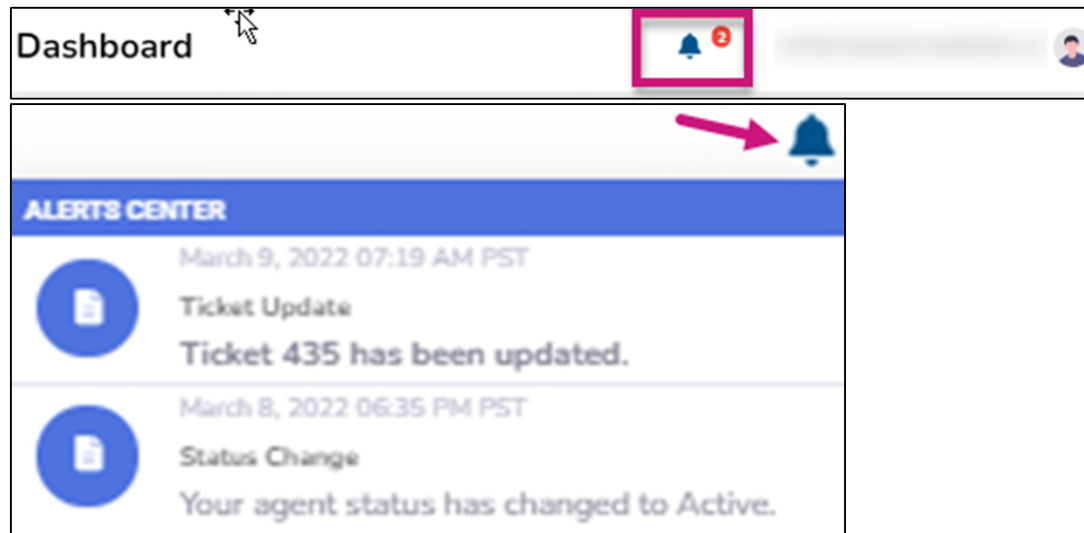 Dashboard
2
ALERTS CENTER
March 9, 2022 07:19 AM PST
Ticket Update
Ticket 435 has been updated.
March 8, 2022 06:35 PM PST
Status Change
Your agent status has changed to Active.